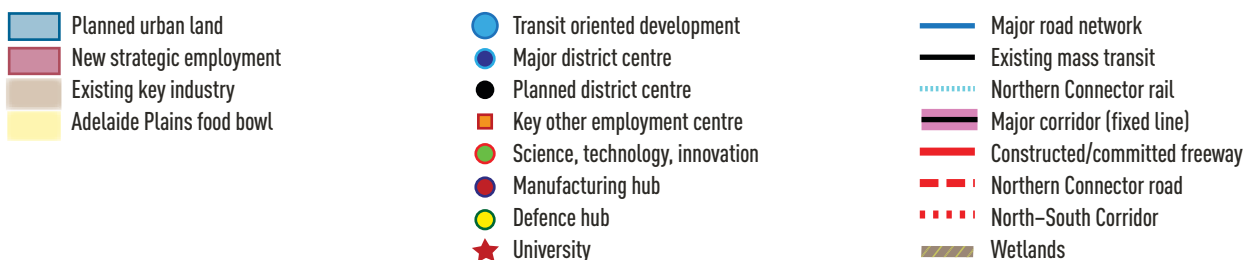 Planned urban land
New strategic employment
Existing key industry
Adelaide Plains food bowl
Transit oriented development
Major district centre
Planned district centre
Key other employment centre
Science, technology, innovation
Manufacturing hub
Defence hub
University
Major road network
Existing mass transit
Northern Connector rail
Major corridor (fixed line)
Constructed/committed freeway
Northern Connector road
North–South Corridor
Wetlands